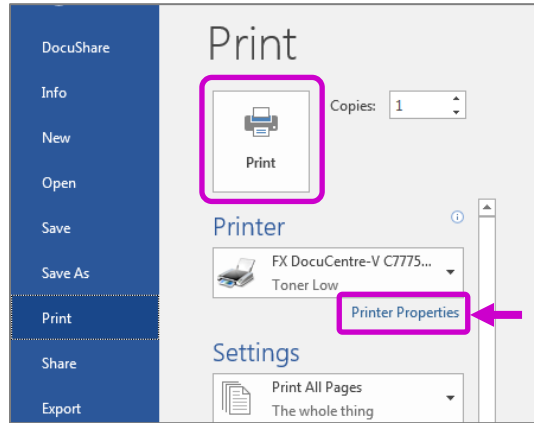 DocuShare
Info
New
Open
Save
Save As
Print
Share
Export
Print
Print
Copies: 1
Printer
FX DocuCentre-V C7775...
Toner Low
Printer Properties
Settings
Print All Pages
The whole thing